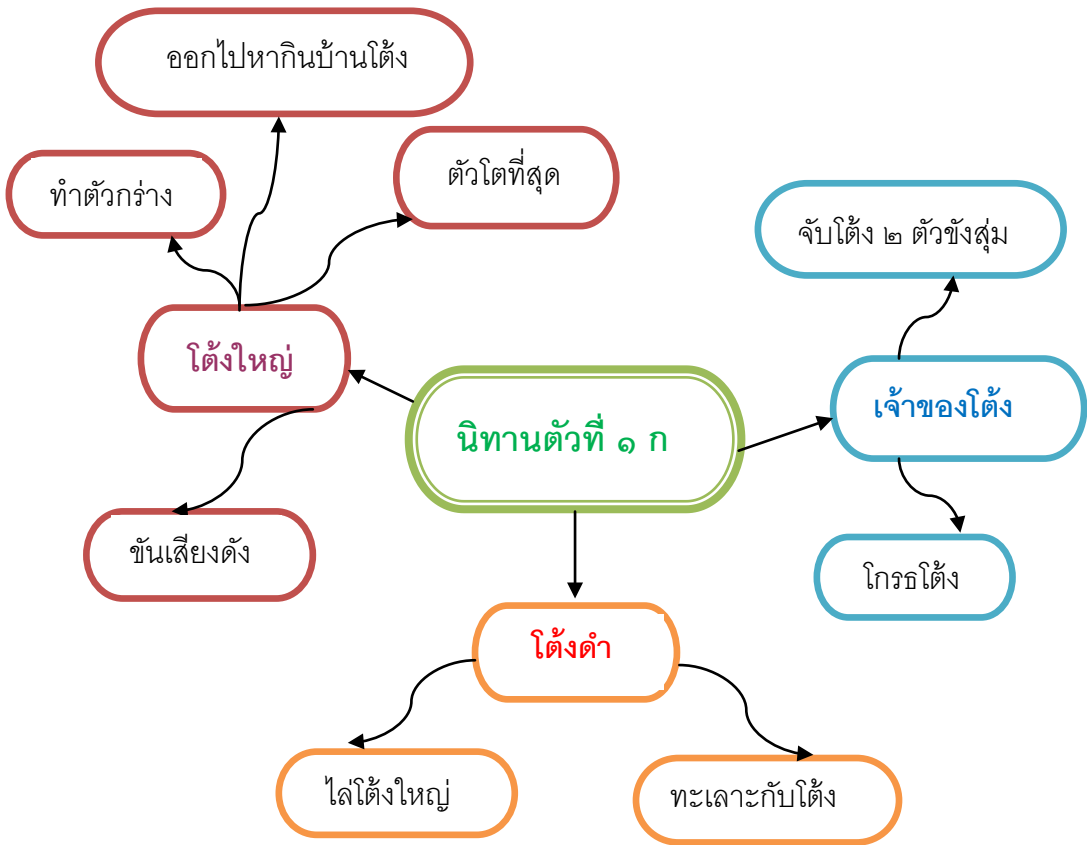 ออกไปหากินบ้านโต้ง
ตัวโตที่สุด
ทำตัวกร่าง
จับโต้ง ๒ ตัวขังสุ่ม
โต้งใหญ่
เจ้าของโต้ง
นิทานตัวที่ ๑ ก
ขันเสียงดัง
โกรธโต้ง
โต้งดำ
ไล่โต้งใหญ่
ทะเลาะกับโต้ง